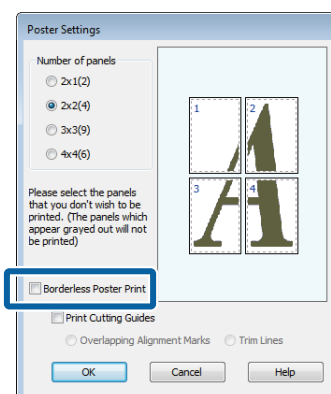 Poster Settings
Number of panels
2x1(2)
2x2(4)
3x3(9)
4x4(6)
1 2
3 4
Please select the panels
that you don't wish to be
printed. (The panels which
appear grayed out will not
be printed)
Borderless Poster Print
Print Cutting Guides
Overlapping Alignment Marks Trim Lines
OK Cancel Help